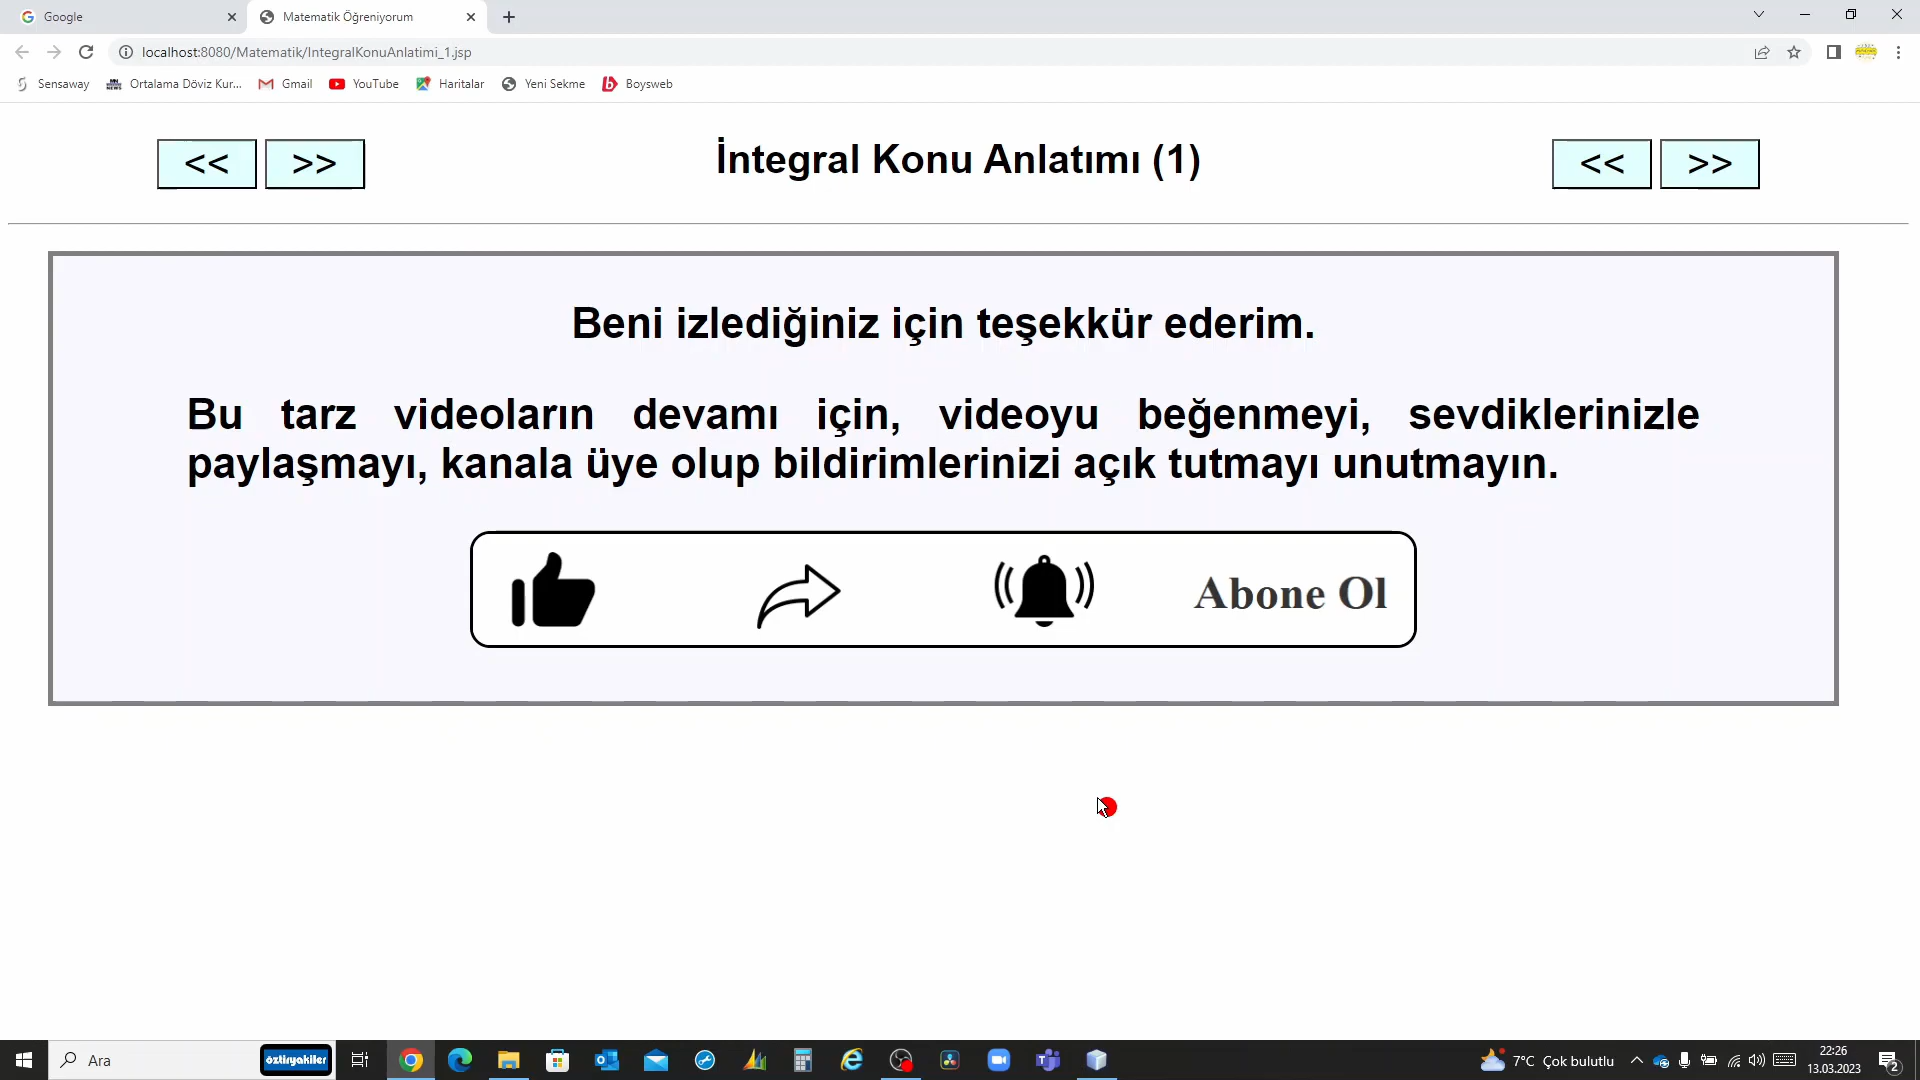 Google
Matematik Öğreniyorum
localhost:8080/Matematik/IntegralKonuAnlatimi_1.jsp
Sensaway
Ortalama Döviz Kur...
Gmail
YouTube
Haritalar
Yeni Sekme
Boysweb
<< >>
İntegral Konu Anlatımı (1)
<< >>
Beni izlediğiniz için teşekkür ederim.
Bu tarz videoların devamı için, videoyu beğenmeyi, sevdiklerinizle
paylaşmayı, kanala üye olup bildirimlerinizi açık tutmayı unutmayın.
Abone Ol
Ara
öztiryakiler
7°C Çok bulutlu
22:26
13.03.2023
2